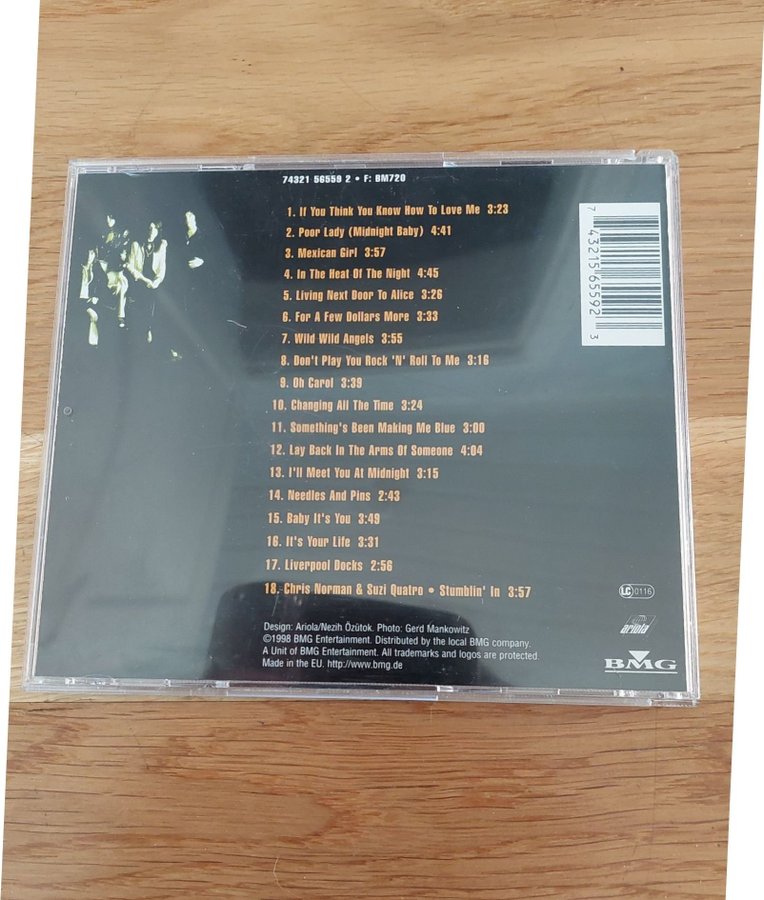 74321 56559 2 • F: BM720
1. If You Think You Know How To Love Me 3:23
2. Poor Lady (Midnight Baby) 4:41
3. Mexican Girl 3:57
4. In The Heat Of The Night 4:45
5. Living Next Door To Alice 3:26
6. For A Few Dollars More 3:33
7. Wild Wild Angels 3:55
8. Don't Play You Rock 'N' Roll To Me 3:16
9. Oh Carol 3:39
10. Changing All The Time 3:24
11. Something's Been Making Me Blue 3:00
12. Lay Back In The Arms Of Someone 4:04
13. I'll Meet You At Midnight 3:15
14. Needles And Pins 2:43
15. Baby It's You 3:49
16. It's Your Life 3:31
17. Liverpool Docks 2:56
18. Chris Norman & Suzi Quatro • Stumblin' In 3:57
Design: Ariola/Nezih Özütok. Photo: Gerd Mankowitz
©1998 BMG Entertainment. Distributed by the local BMG company.
A Unit of BMG Entertainment. All trademarks and logos are protected.
Made in the EU. http://www.bmg.de
7 43215 65592 3
LC 0116
ariola
BMG